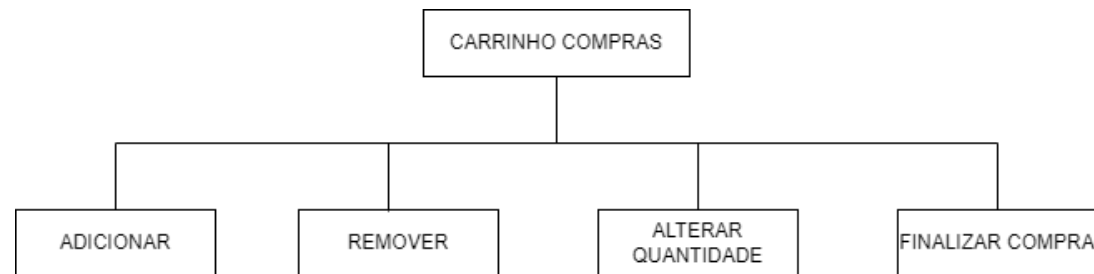 CARRINHO COMPRAS
ADICIONAR
REMOVER
ALTERAR
QUANTIDADE
FINALIZAR COMPRA